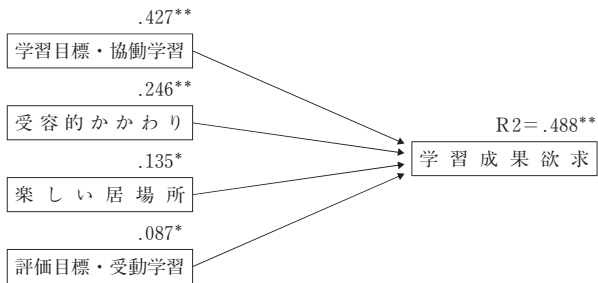 .427**
学習目標・協働学習
.246**
受容的かかわり
R2=.488**
.135*
学習成果欲求
楽しい居場所
.087*
評価目標・受動学習